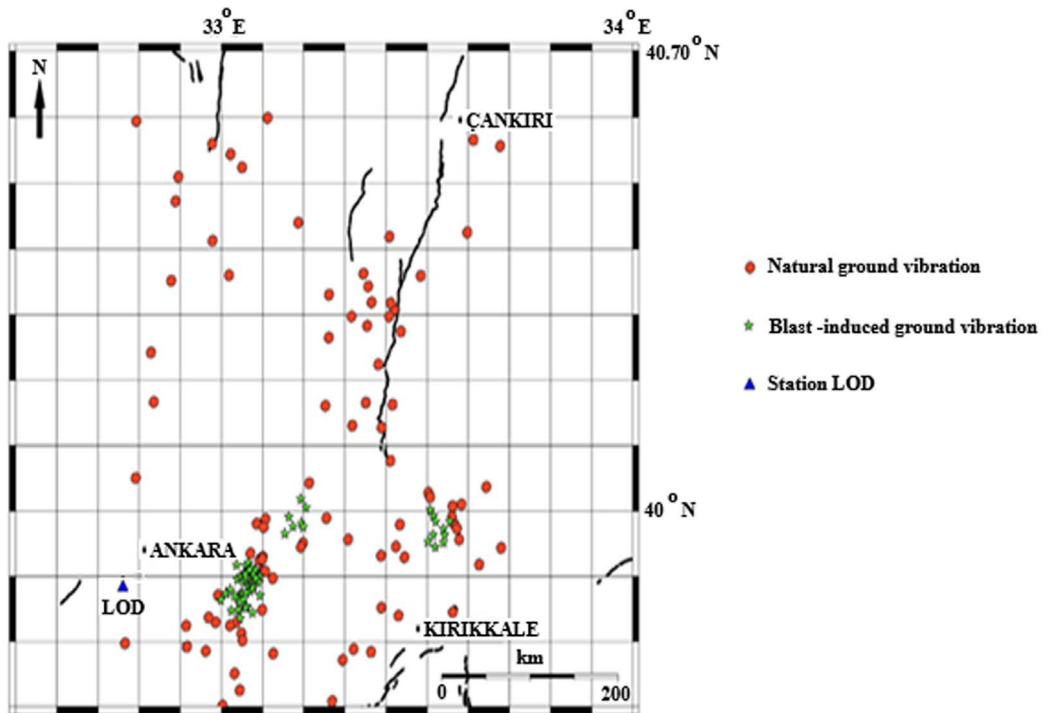 33°E
34°E
40.70°N
N
ÇANKIRI
Natural ground vibration
Blast -induced ground vibration
Station LOD
40°N
ANKARA
LOD
KIRIKKALE
km
0
200